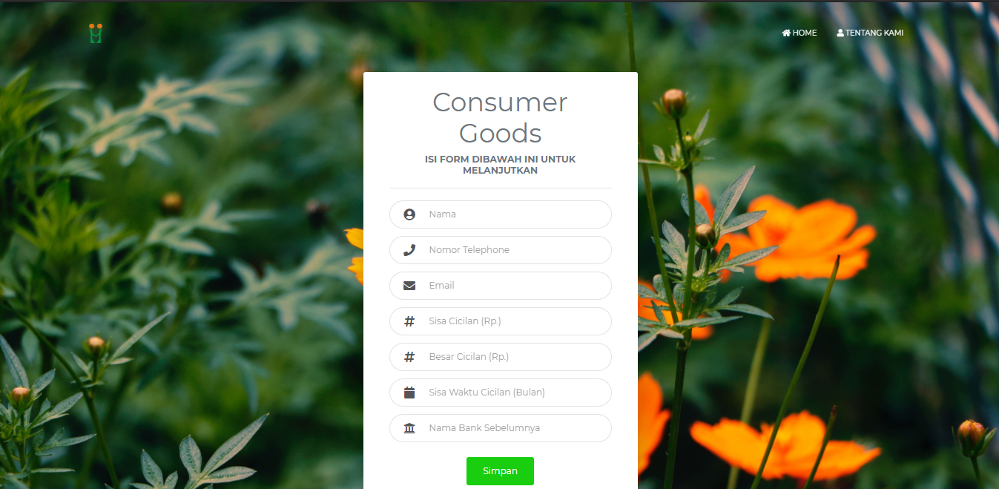 HOME
TENTANG KAMI
Consumer
Goods
ISI FORM DIBAWAH INI UNTUK
MELANJUTKAN
Nama
Nomor Telephone
Email
Sisa Cicilan (Rp.)
Besar Cicilan (Rp.)
Sisa Waktu Cicilan (Bulan)
Nama Bank Sebelumnya
Simpan